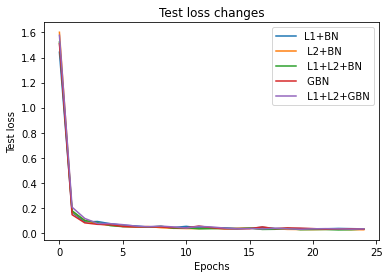 Test loss changes
Test loss
1.6
1.4
1.2
1.0
0.8
0.6
0.4
0.2
0.0
L1+BN
L2+BN
L1+L2+BN
GBN
L1+L2+GBN
0 5 10 15 20 25
Epochs